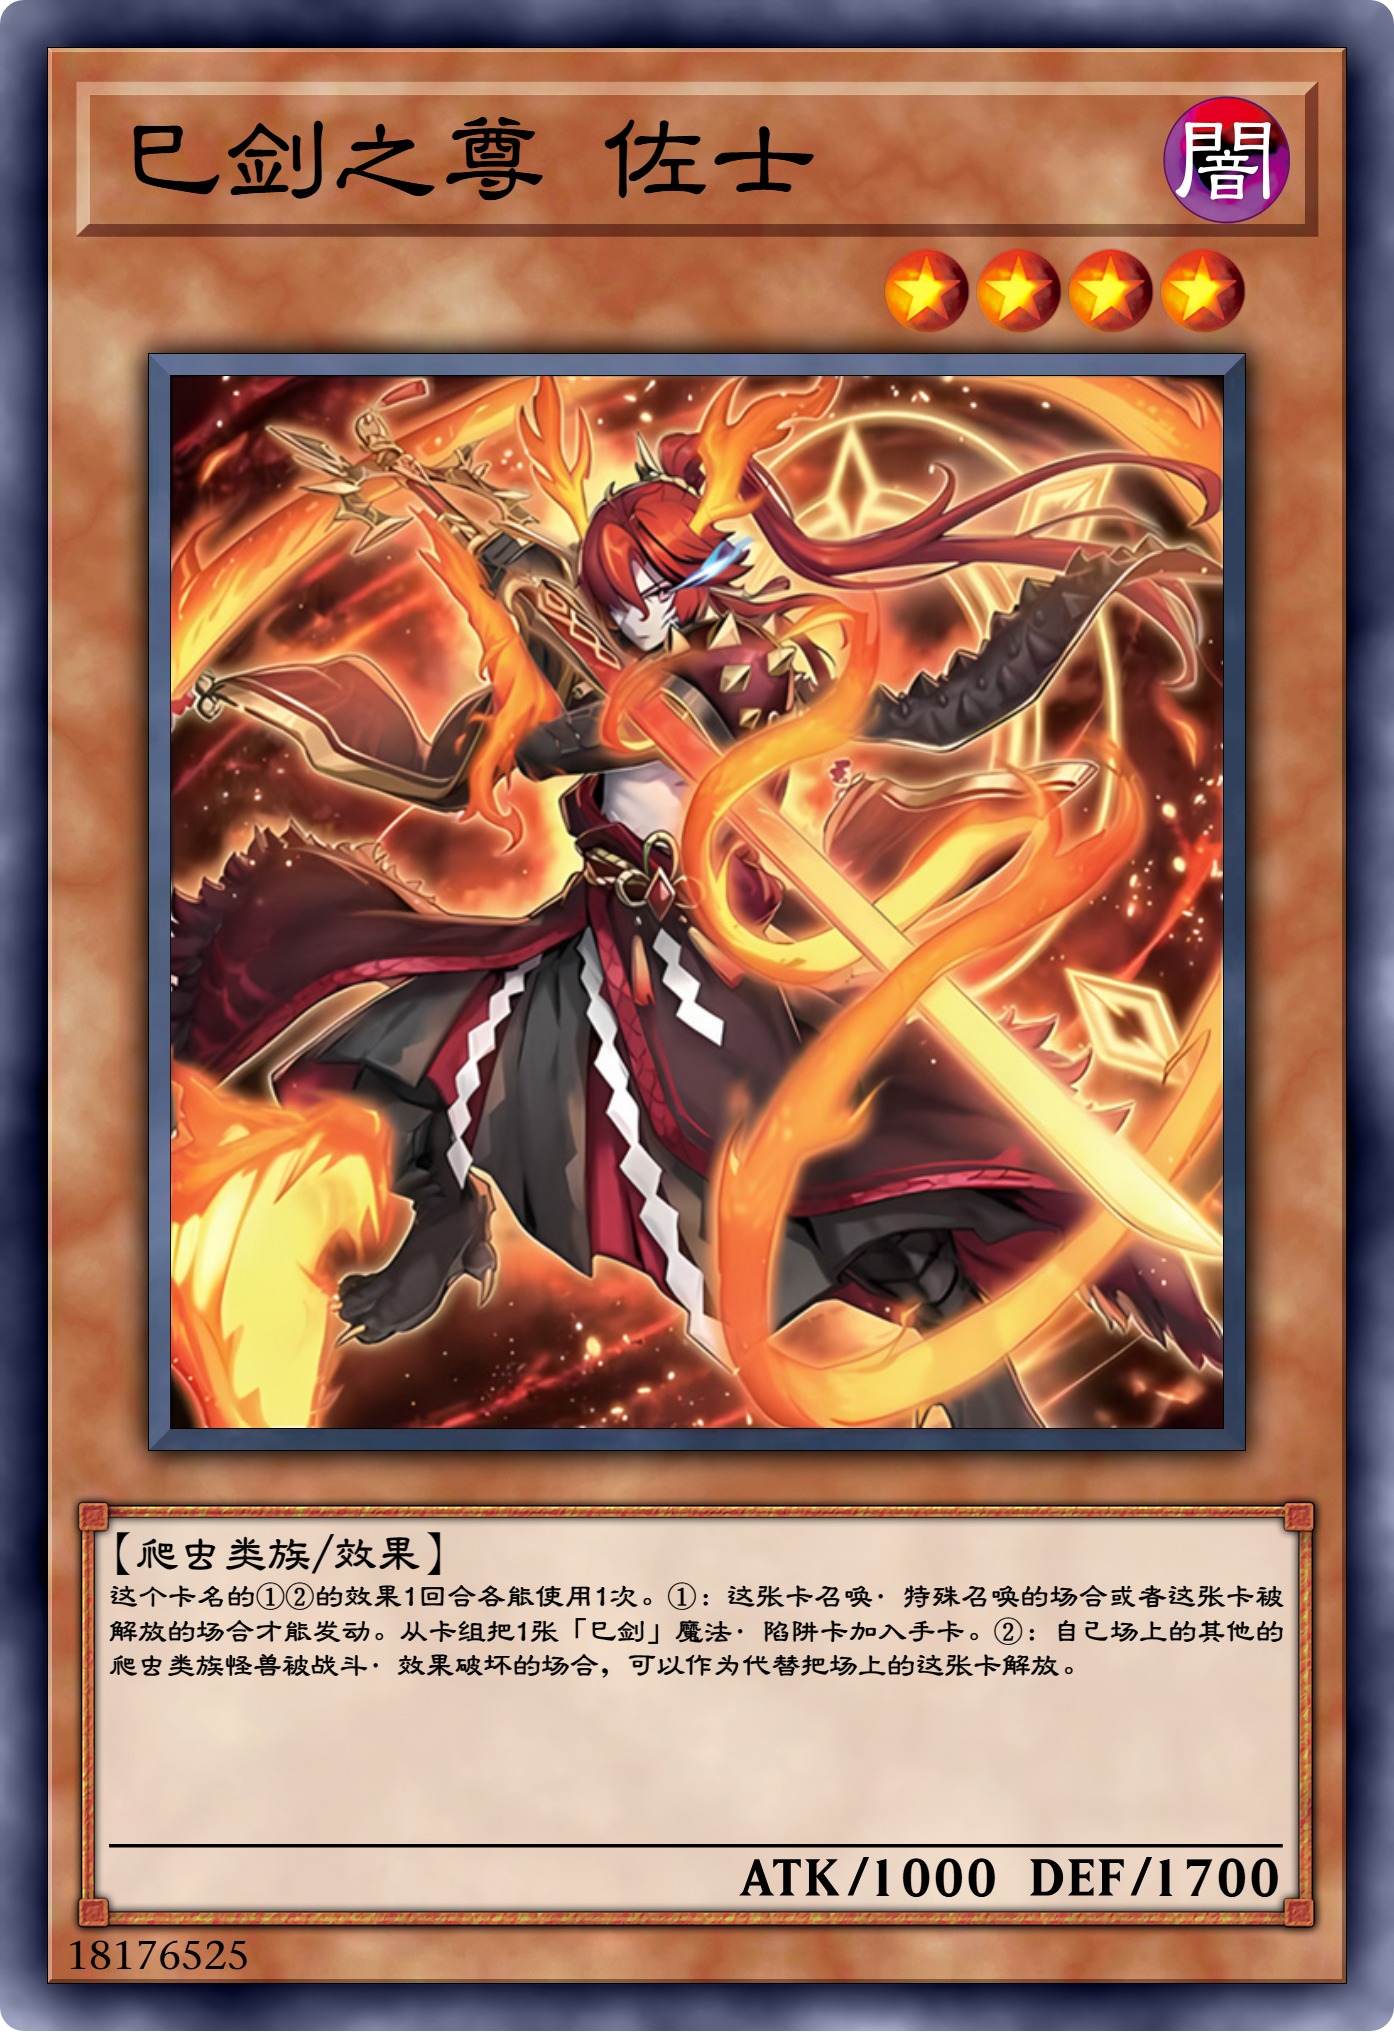 巳剑之尊 佐士
闇
【爬虫类族/效果】
这个卡名的①②的效果1回合各能使用1次。①：这张卡召唤·特殊召唤的场合或者这张卡被
解放的场合才能发动。从卡组把1张「巳剑」魔法·陷阱卡加入手卡。②：自己场上的其他的
爬虫类族怪兽被战斗·效果破坏的场合，可以作为代替把场上的这张卡解放。
ATK/1000 DEF/1700
18176525